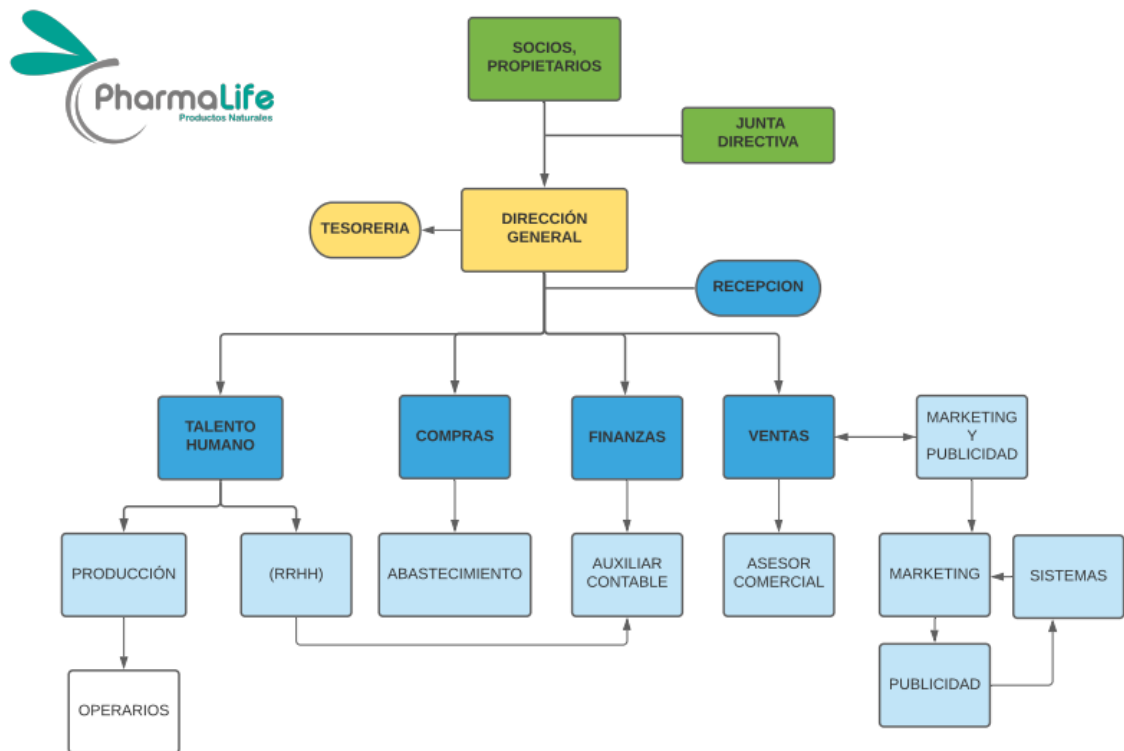 PharmaLife
Productos Naturales
SOCIOS,
PROPIETARIOS
JUNTA
DIRECTIVA
DIRECCIÓN
GENERAL
TESORERIA
RECEPCION
TALENTO
HUMANO
COMPRAS
FINANZAS
VENTAS
MARKETING
Y
PUBLICIDAD
PRODUCCIÓN
(RRHH)
ABASTECIMIENTO
AUXILIAR
CONTABLE
ASESOR
COMERCIAL
MARKETING
SISTEMAS
OPERARIOS
PUBLICIDAD